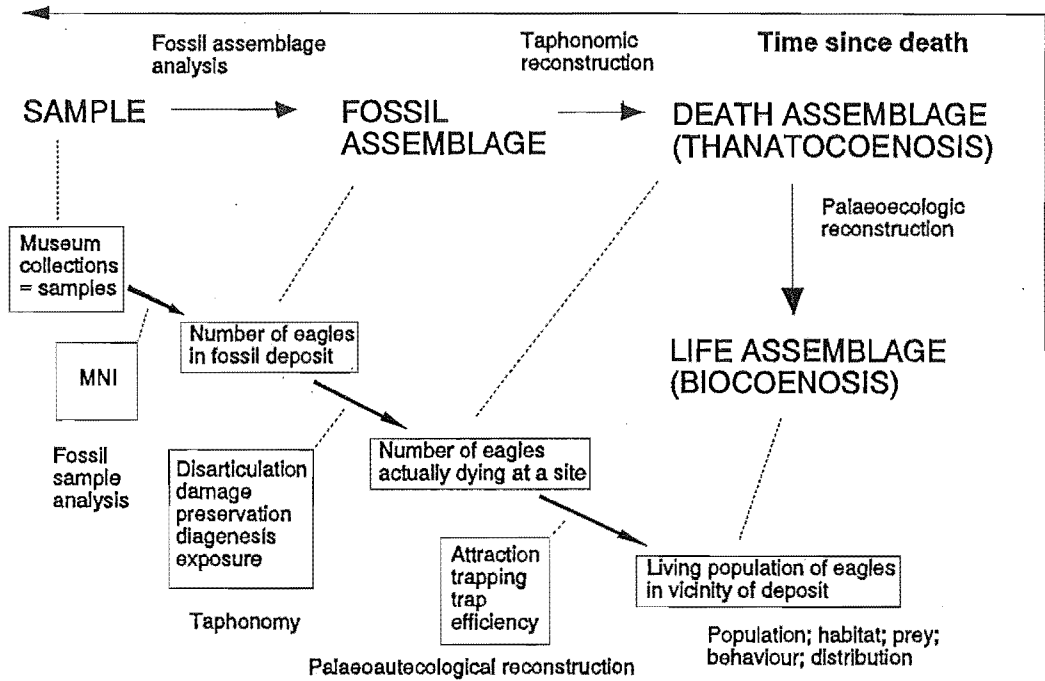 Fossil assemblage
analysis
Taphonomic
reconstruction
Time since death
SAMPLE
FOSSIL
ASSEMBLAGE
DEATH ASSEMBLAGE
(THANATOCOENOSIS)
Palaeoecologic
reconstruction
Museum
collections
= samples
Number of eagles
in fossil deposit
LIFE ASSEMBLAGE
(BIOCOENOSIS)
MNI
Fossil
sample
analysis
Disarticulation
damage
preservation
diagenesis
exposure
Taphonomy
Number of eagles
actually dying at a site
Attraction
trapping
trap
efficiency
Living population of eagles
in vicinity of deposit
Palaeoautecological reconstruction
Population; habitat; prey;
behaviour; distribution